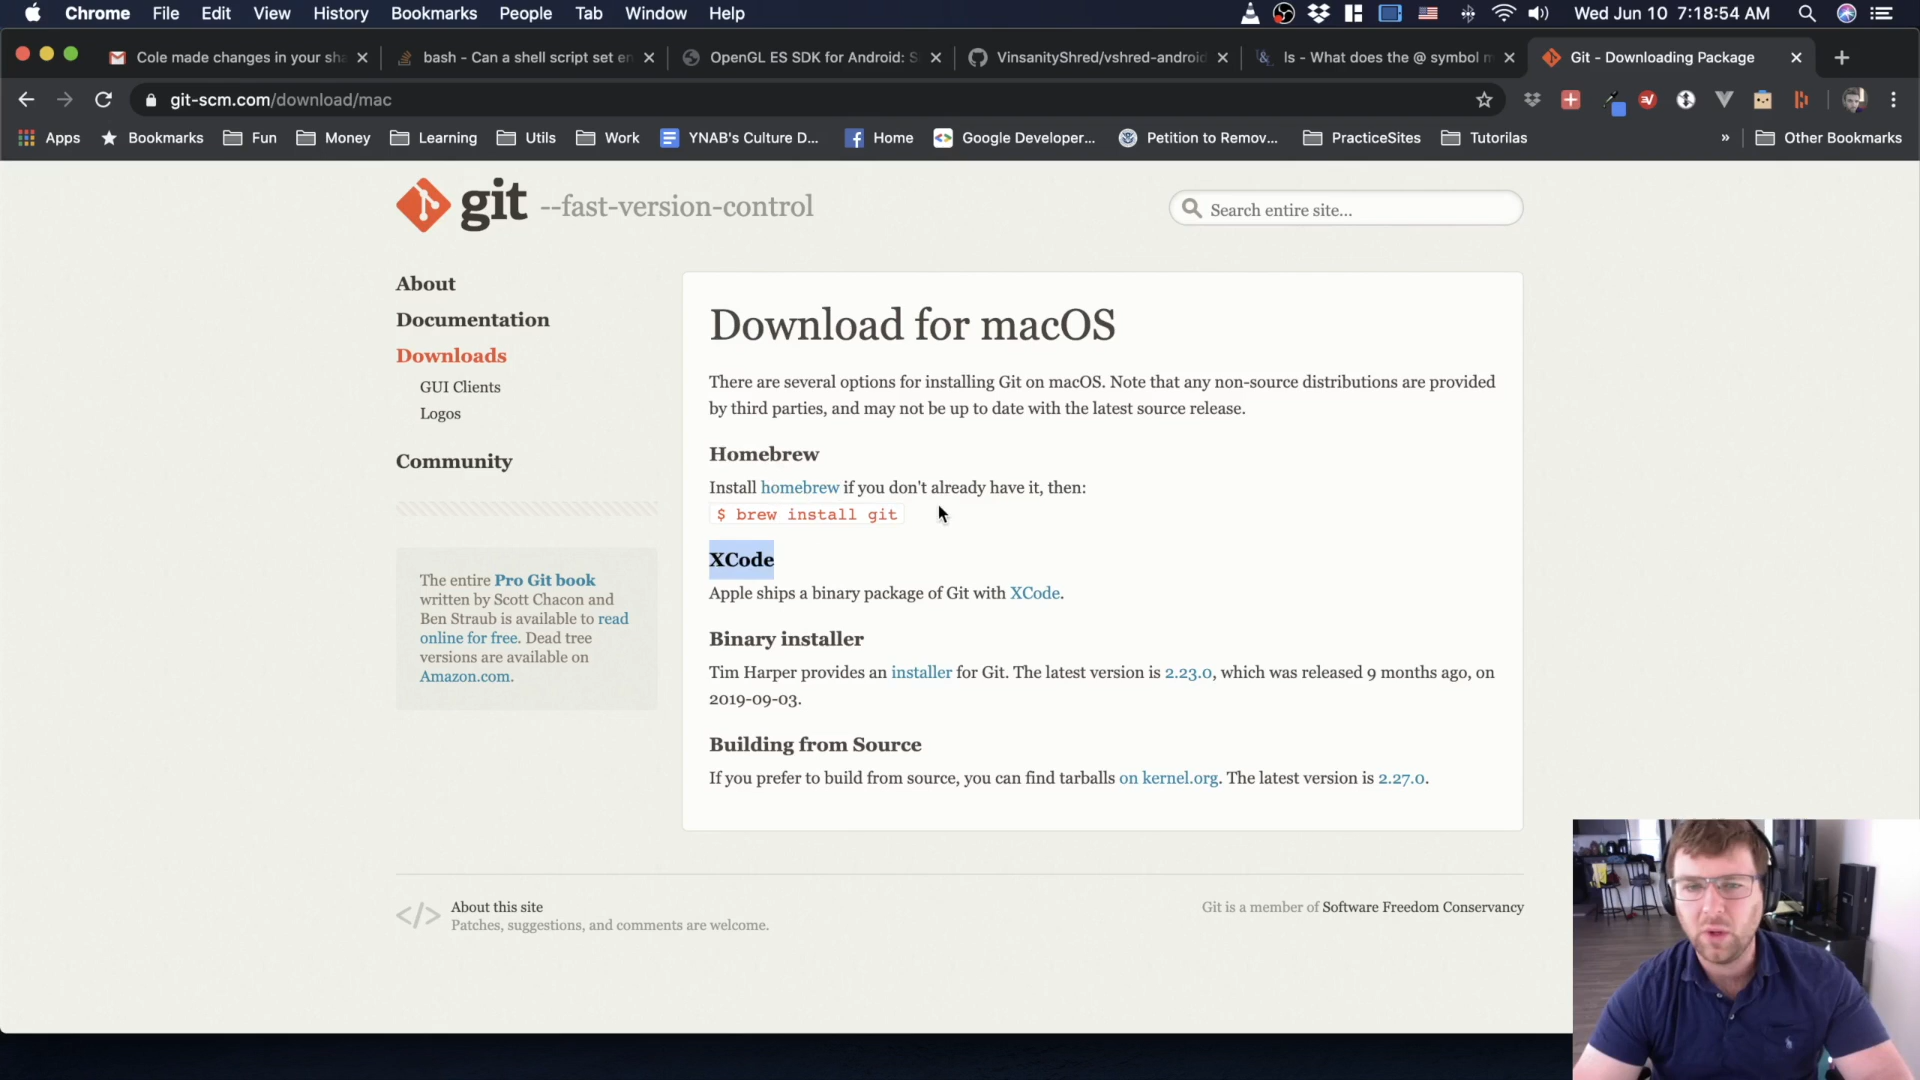 Chrome File Edit View History Bookmarks People Tab Window Help
Wed Jun 10 7:18:54 AM
Cole made changes in your sha
bash - Can a shell script set en
OpenGL ES SDK for Android: S
VinsanityShred/vshred-android
ls - What does the @ symbol m
Git - Downloading Package
git-scm.com/download/mac
Apps Bookmarks Fun Money Learning Utils Work YNAB's Culture D... Home Google Developer... Petition to Remov... PracticeSites Tutorilas » Other Bookmarks
git --fast-version-control
Search entire site...
About
Documentation
Downloads
GUI Clients
Logos
Community
The entire Pro Git book
written by Scott Chacon and
Ben Straub is available to read
online for free. Dead tree
versions are available on
Amazon.com.
Download for macOS
There are several options for installing Git on macOS. Note that any non-source distributions are provided
by third parties, and may not be up to date with the latest source release.
Homebrew
Install homebrew if you don't already have it, then:
$ brew install git
XCode
Apple ships a binary package of Git with XCode.
Binary installer
Tim Harper provides an installer for Git. The latest version is 2.23.0, which was released 9 months ago, on
2019-09-03.
Building from Source
If you prefer to build from source, you can find tarballs on kernel.org. The latest version is 2.27.0.
</> About this site
Patches, suggestions, and comments are welcome.
Git is a member of Software Freedom Conservancy